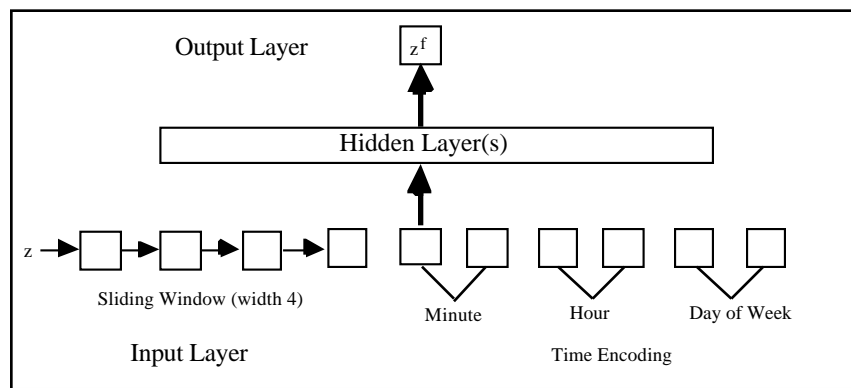 Output Layer
z^f
Hidden Layer(s)
z
Sliding Window (width 4)
Minute
Hour
Day of Week
Input Layer
Time Encoding